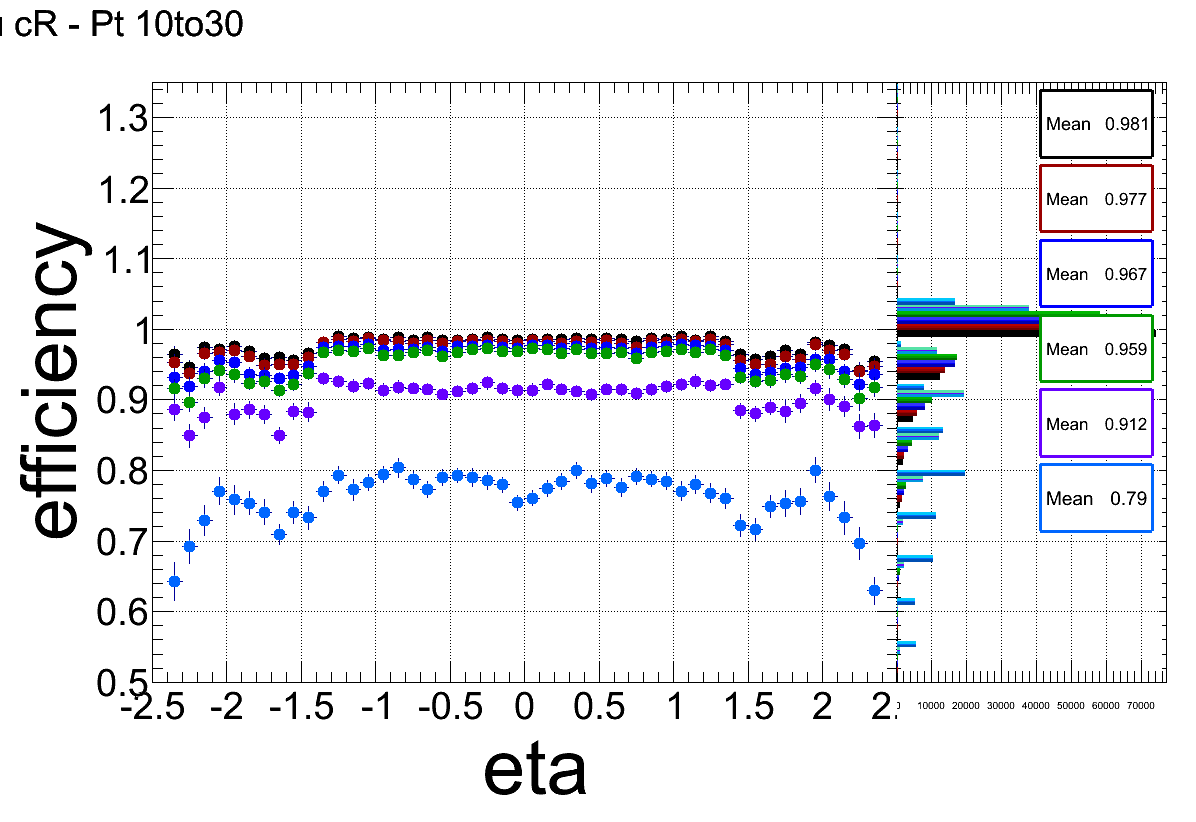 cR - Pt 10to30
1.3
1.2
1.1
1
0.9
0.8
0.7
0.6
0.5
efficiency
-2.5 -2 -1.5 -1 -0.5 0 0.5 1 1.5 2 2.
eta
10000 20000 30000 40000 50000 60000 70000
Mean 0.981
Mean 0.977
Mean 0.967
Mean 0.959
Mean 0.912
Mean 0.79